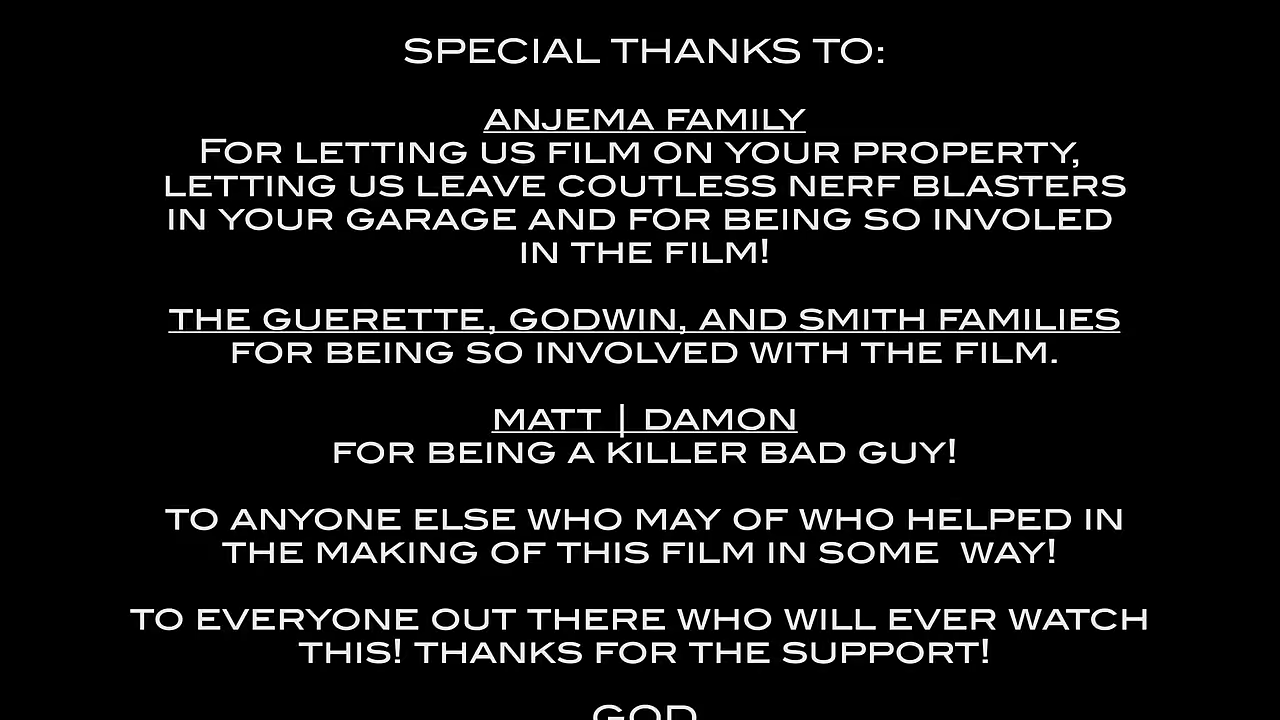 SPECIAL THANKS TO:
ANJEMA FAMILY
FOR LETTING US FILM ON YOUR PROPERTY,
LETTING US LEAVE COUTLESS NERF BLASTERS
IN YOUR GARAGE AND FOR BEING SO INVOLED
IN THE FILM!
THE GUERETTE, GODWIN, AND SMITH FAMILIES
FOR BEING SO INVOLVED WITH THE FILM.
MATT | DAMON
FOR BEING A KILLER BAD GUY!
TO ANYONE ELSE WHO MAY OF WHO HELPED IN
THE MAKING OF THIS FILM IN SOME  WAY!
TO EVERYONE OUT THERE WHO WILL EVER WATCH
THIS! THANKS FOR THE SUPPORT!
GOD